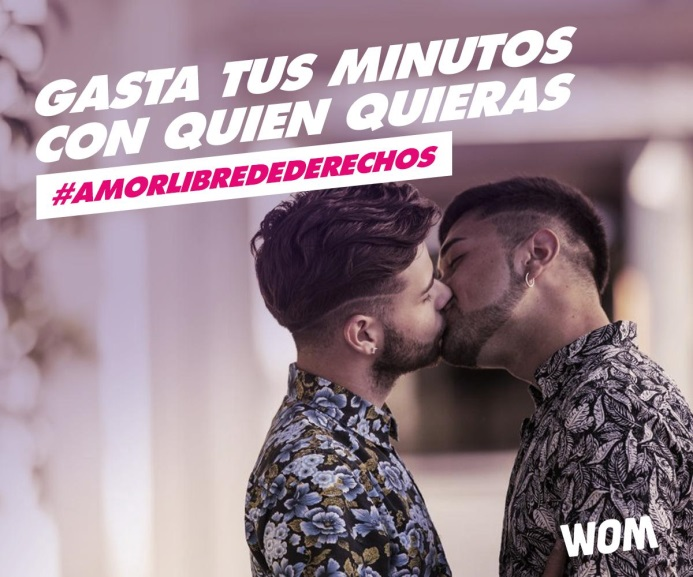 GASTA TUS MINUTOS
CON QUIEN QUIERAS
#AMORLIBREDEDERECHOS
WOM